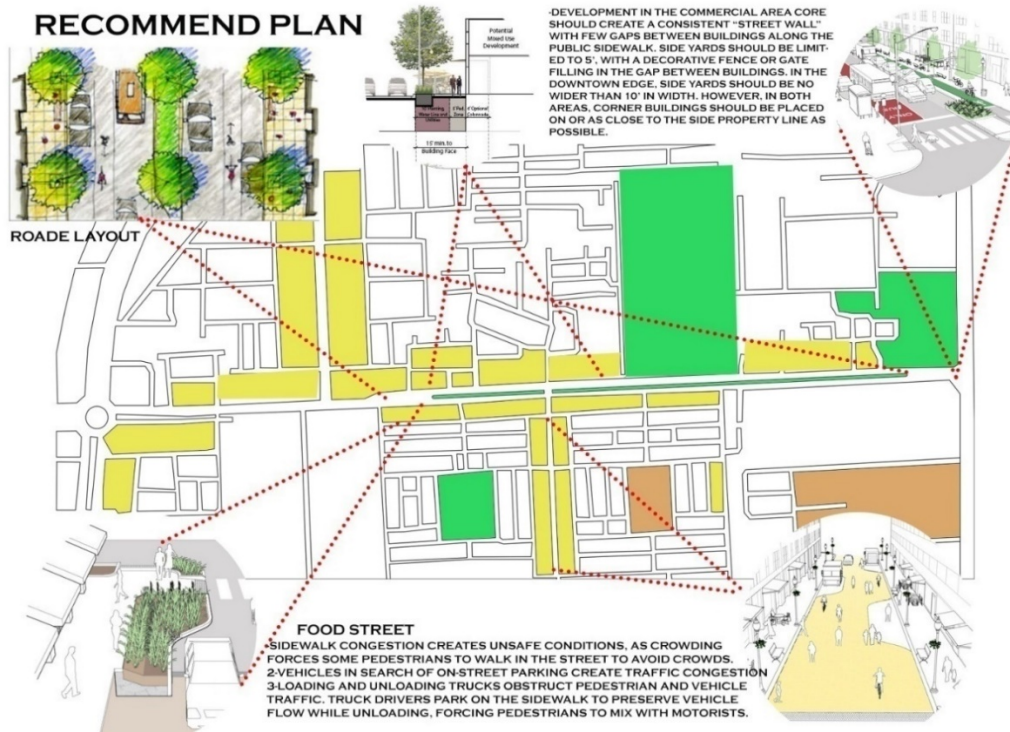 RECOMMEND PLAN
Potential
Mixed Use
Development
15' min. to
Building Face
-DEVELOPMENT IN THE COMMERCIAL AREA CORE
SHOULD CREATE A CONSISTENT "STREET WALL"
WITH FEW GAPS BETWEEN BUILDINGS ALONG THE
PUBLIC SIDEWALK. SIDE YARDS SHOULD BE LIMIT-
ED TO 5'. WITH A DECORATIVE FENCE OR GATE
FILLING IN THE GAP BETWEEN BUILDINGS. IN THE
DOWNTOWN EDGE, SIDE YARDS SHOULD BE NO
WIDER THAN 10' IN WIDTH. HOWEVER, IN BOTH
AREAS, CORNER BUILDINGS SHOULD BE PLACED
ON OR AS CLOSE TO THE SIDE PROPERTY LINE AS
POSSIBLE.
ROADE LAYOUT
FOOD STREET
-SIDEWALK CONGESTION CREATES UNSAFE CONDITIONS, AS CROWDING
FORCES SOME PEDESTRIANS TO WALK IN THE STREET TO AVOID CROWDS.
2-VEHICLES IN SEARCH OF ON-STREET PARKING CREATE TRAFFIC CONGESTION
3-LOADING AND UNLOADING TRUCKS OBSTRUCT PEDESTRIAN AND VEHICLE
TRAFFIC. TRUCK DRIVERS PARK ON THE SIDEWALK TO PRESERVE VEHICLE
FLOW WHILE UNLOADING, FORCING PEDESTRIANS TO MIX WITH MOTORISTS.